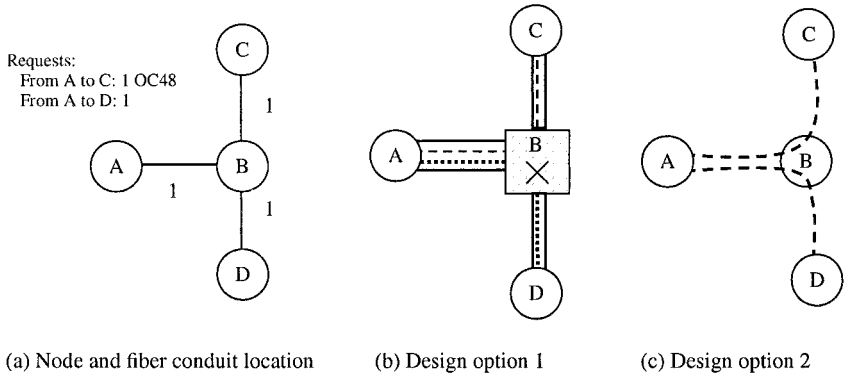 Requests:
From A to C: 1 OC48
From A to D: 1
C
1
A
B
1
1
D
C
A
B
D
C
A
B
D
(a) Node and fiber conduit location
(b) Design option 1
(c) Design option 2